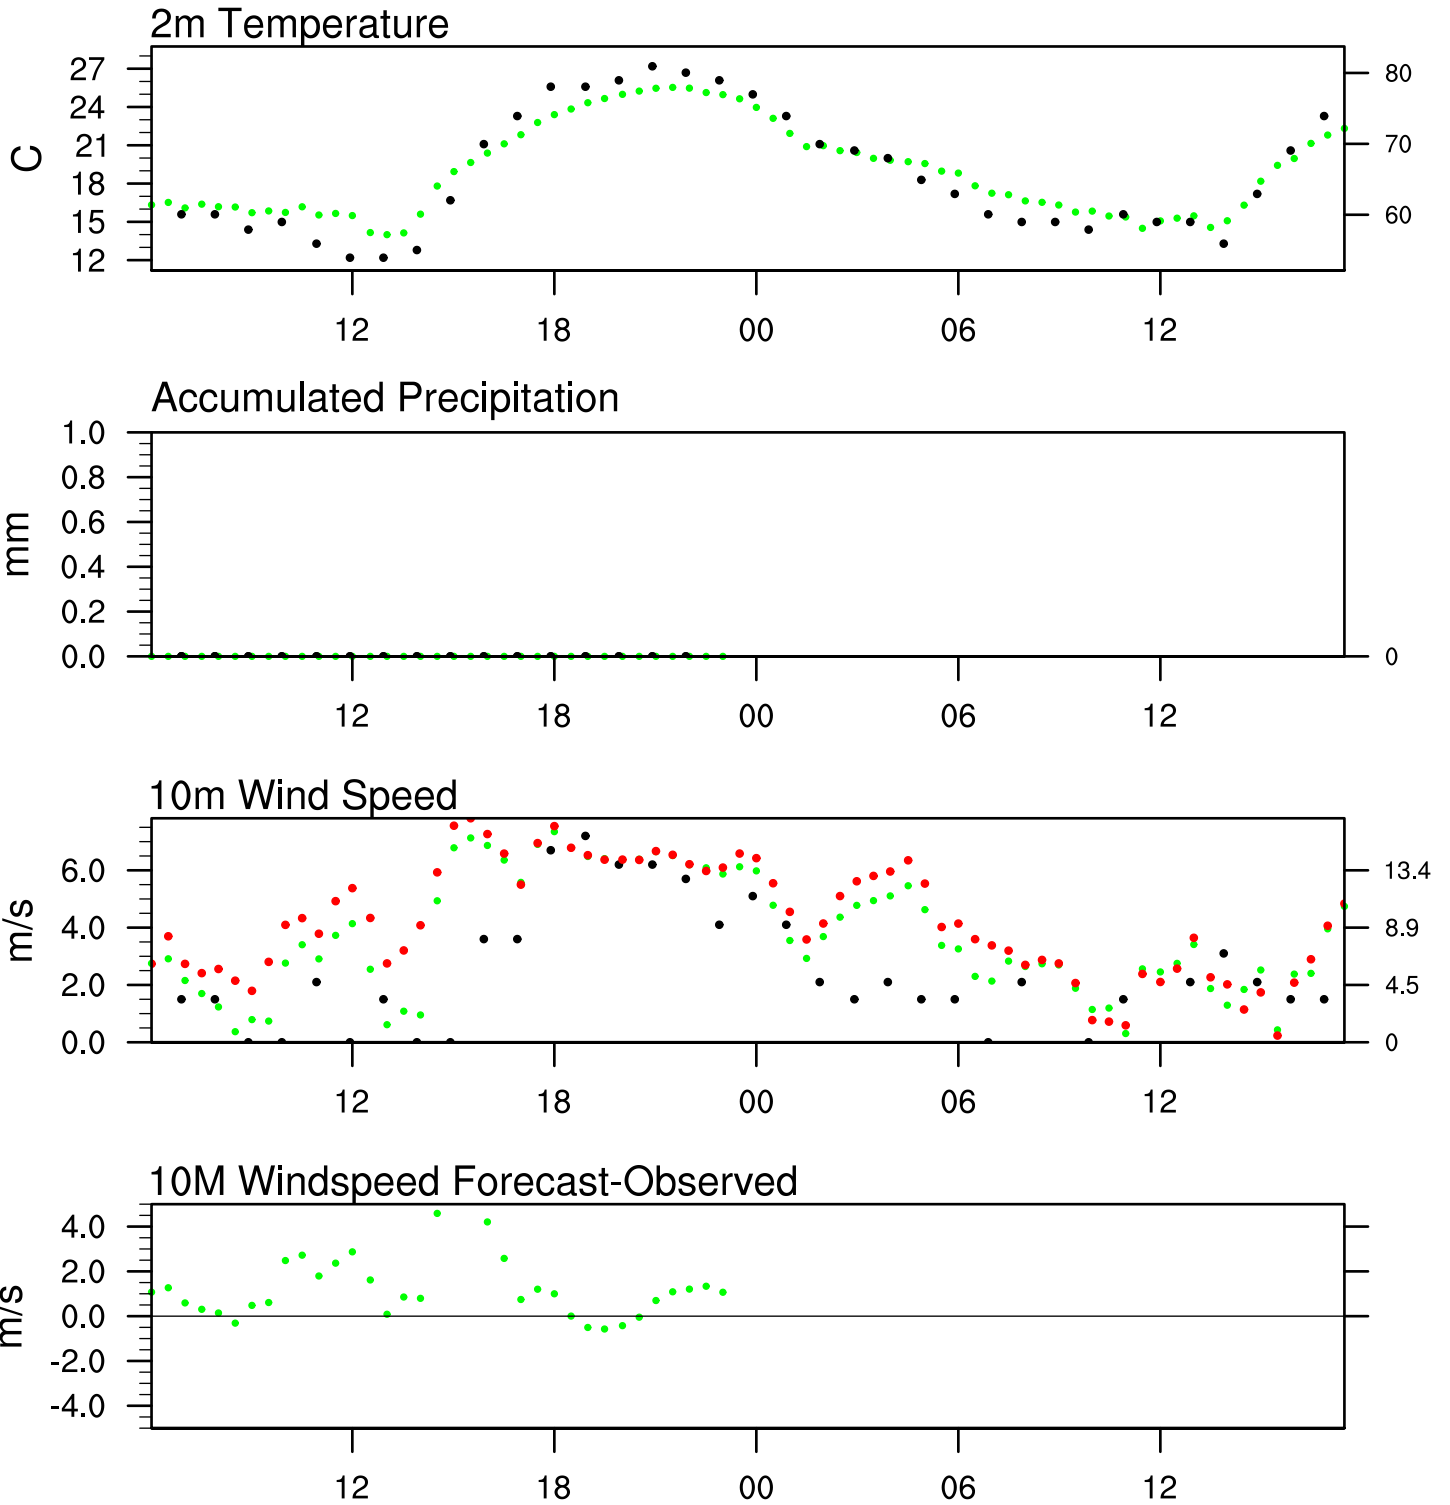 2m Temperature
27
24
21
18
15
12
C
80
70
60
12 18 00 06 12
Accumulated Precipitation
1.0
0.8
0.6
0.4
0.2
0.0
mm
0
12 18 00 06 12
10m Wind Speed
6.0
4.0
2.0
0.0
m/s
13.4
8.9
4.5
0
12 18 00 06 12
10M Windspeed Forecast-Observed
4.0
2.0
0.0
-2.0
-4.0
m/s
12 18 00 06 12